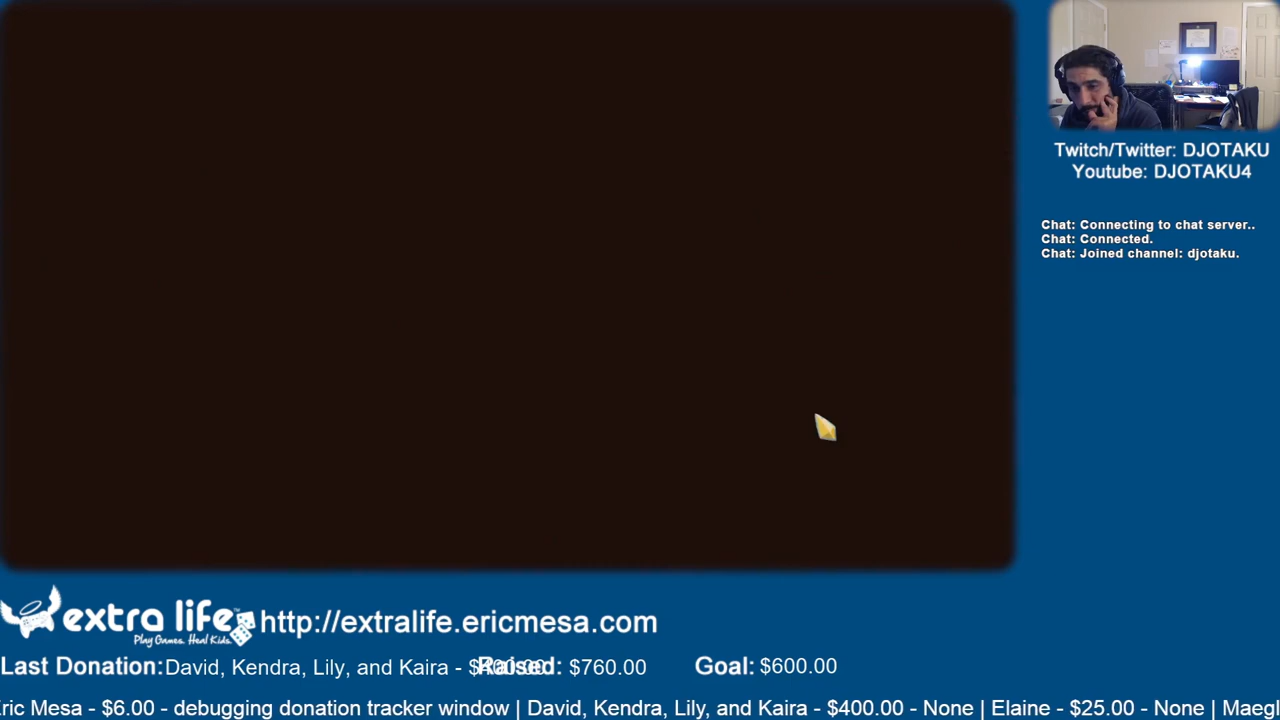 Twitch/Twitter: DJOTAKU
Youtube: DJOTAKU4
Chat: Connecting to chat server..
Chat: Connected.
Chat: Joined channel: djotaku.
extra life
Play Games. Heal Kids.
http://extralife.ericmesa.com
Last Donation: David, Kendra, Lily, and Kaira - $400.00 Raised: $760.00 Goal: $600.00
ric Mesa - $6.00 - debugging donation tracker window | David, Kendra, Lily, and Kaira - $400.00 - None | Elaine - $25.00 - None | Maegl